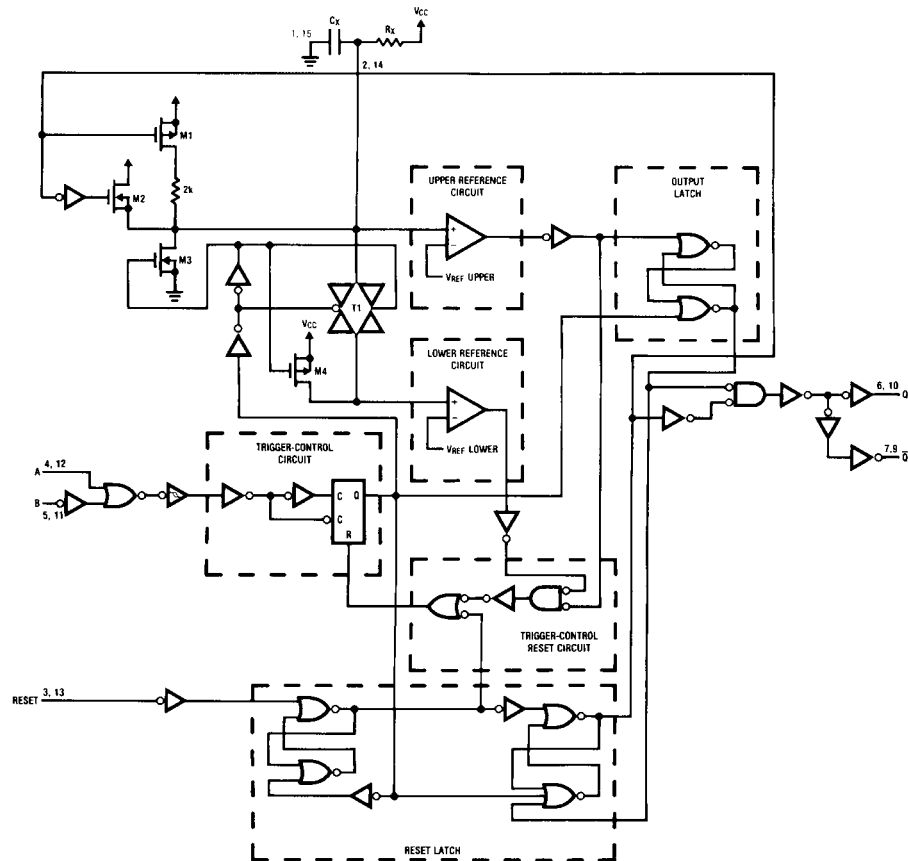 VCC
1, 15
CX
RX
2, 14
M1
M2
2k
M3
UPPER REFERENCE
CIRCUIT
+
−
VREF UPPER
OUTPUT
LATCH
T1
VCC
M4
LOWER REFERENCE
CIRCUIT
+
−
VREF LOWER
6, 10
Q
7,9
Q̅
TRIGGER-CONTROL
CIRCUIT
4, 12
A
B
5, 11
C Q
C
R
TRIGGER-CONTROL
RESET CIRCUIT
RESET
3, 13
RESET LATCH